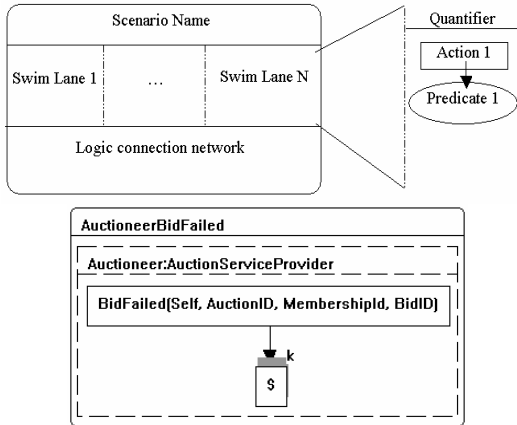 Scenario Name
Swim Lane 1
...
Swim Lane N
Logic connection network
Quantifier
Action 1
Predicate 1
AuctioneerBidFailed
Auctioneer:AuctionServiceProvider
BidFailed(Self, AuctionID, MembershipId, BidID)
k
$